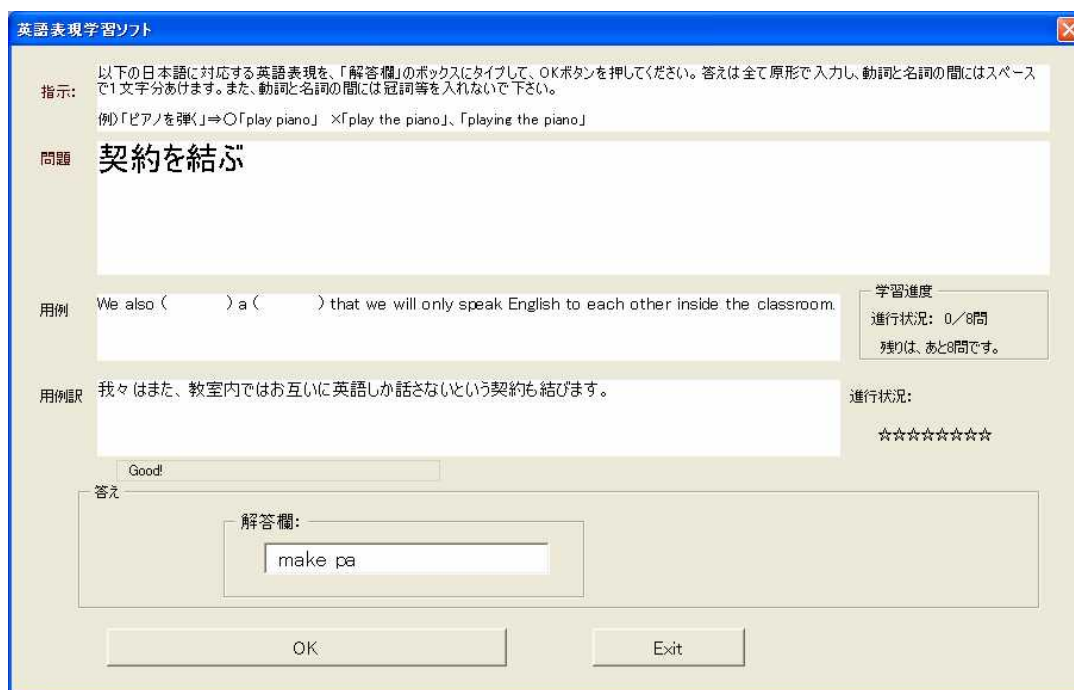 英語表現学習ソフト
指示:
以下の日本語に対応する英語表現を、「解答欄」のボックスにタイプして、OKボタンを押してください。答えは全て原形で入力し、動詞と名詞の間にはスペース
で1文字分あけます。また、動詞と名詞の間には冠詞等を入れないで下さい。
例)「ピアノを弾く」⇒○「play piano」 ×「play the piano」、「playing the piano」
問題
契約を結ぶ
用例
We also ( ) a ( ) that we will only speak English to each other inside the classroom.
学習進度
進行状況: 0/8問
残りは、あと8問です。
用例訳
我々はまた、教室内ではお互いに英語しか話さないという契約も結びます。
進行状況:
☆☆☆☆☆☆☆☆
Good!
答え
解答欄:
make pa
OK
Exit